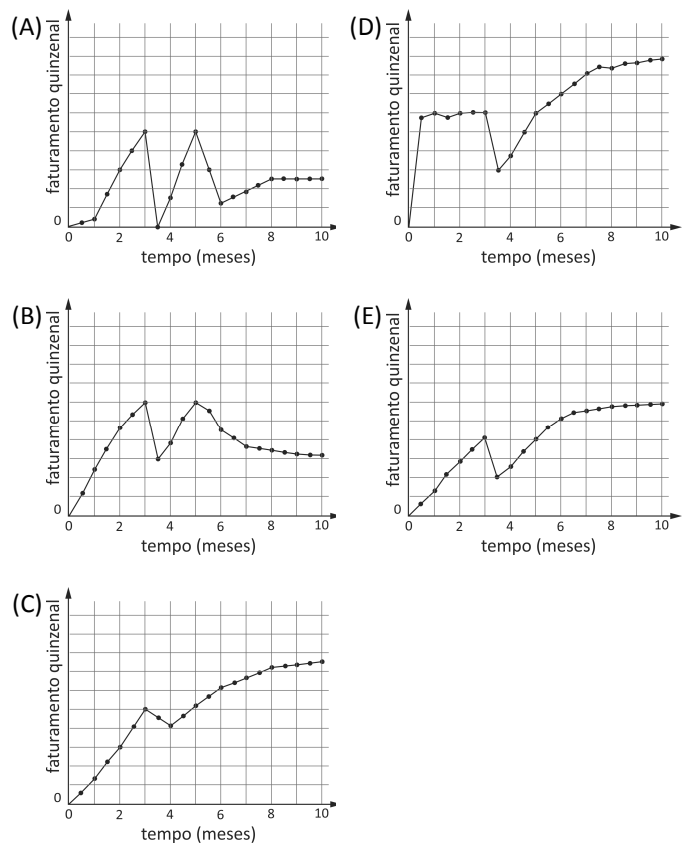 (A)
faturamento quinzenal
0
0 2 4 6 8 10
tempo (meses)
(B)
faturamento quinzenal
0
0 2 4 6 8 10
tempo (meses)
(C)
faturamento quinzenal
0
0 2 4 6 8 10
tempo (meses)
(D)
faturamento quinzenal
0
0 2 4 6 8 10
tempo (meses)
(E)
faturamento quinzenal
0
0 2 4 6 8 10
tempo (meses)